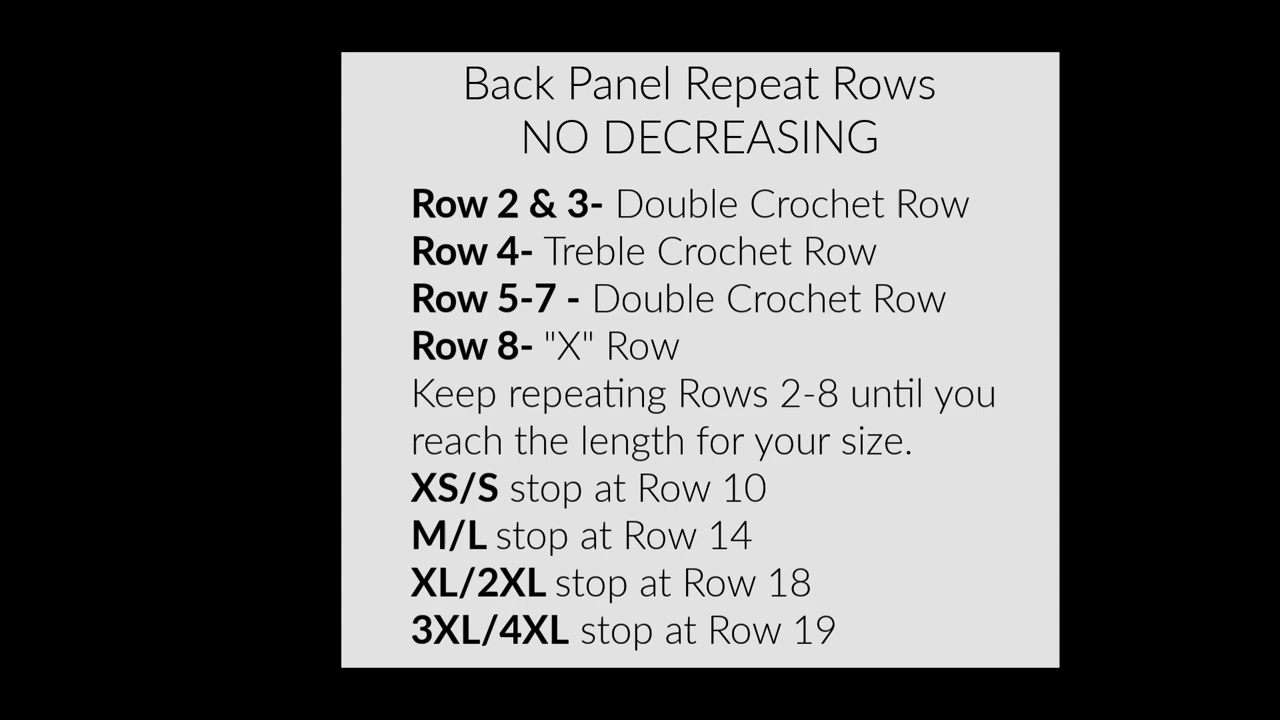 Back Panel Repeat Rows
NO DECREASING
Row 2 & 3- Double Crochet Row
Row 4- Treble Crochet Row
Row 5-7 - Double Crochet Row
Row 8- "X" Row
Keep repeating Rows 2-8 until you
reach the length for your size.
XS/S stop at Row 10
M/L stop at Row 14
XL/2XL stop at Row 18
3XL/4XL stop at Row 19